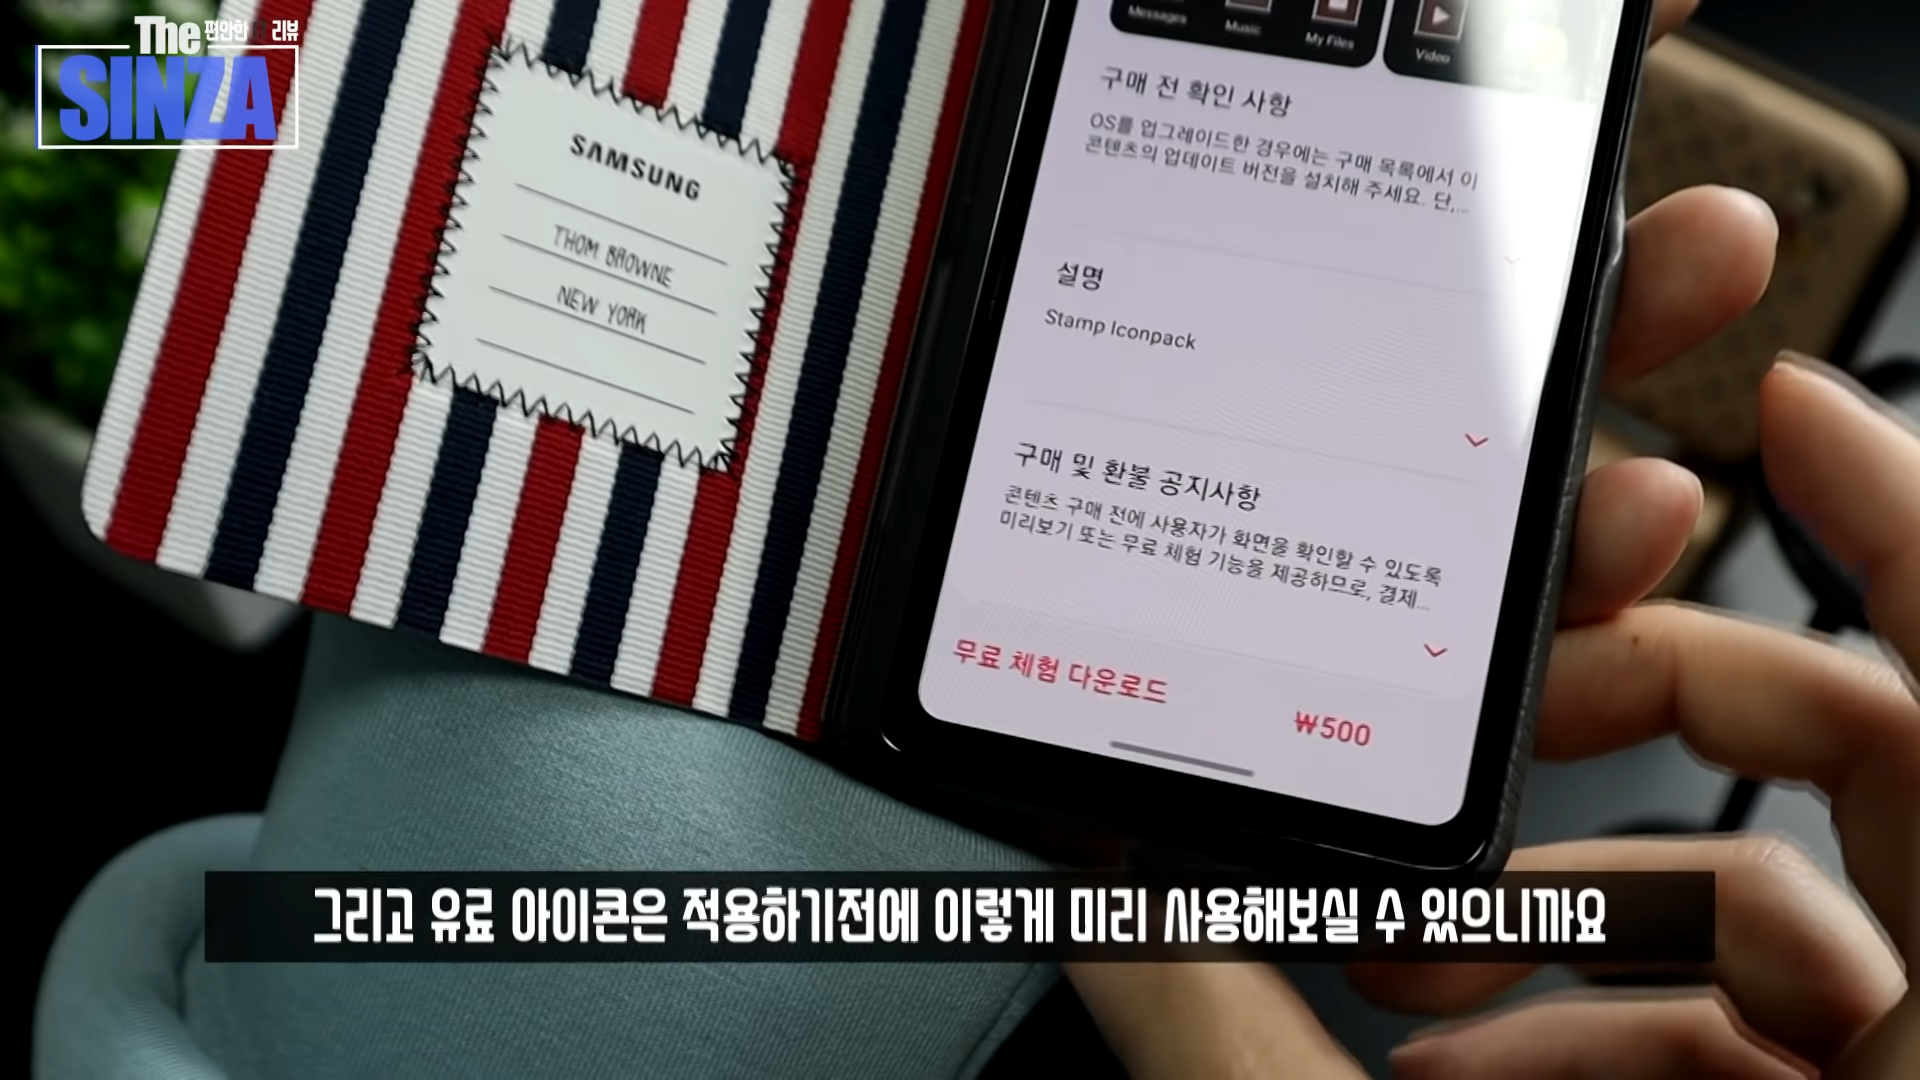 The 편안한 리뷰
SINZA
SAMSUNG
THOM BROWNE
NEW YORK
Messages
Music
My Files
Video
구매 전 확인 사항
OS를 업그레이드한 경우에는 구매 목록에서 이
콘텐츠의 업데이트 버전을 설치해 주세요. 단,...
설명
Stamp Iconpack
구매 및 환불 공지사항
콘텐츠 구매 전에 사용자가 화면을 확인할 수 있도록
미리보기 또는 무료 체험 기능을 제공하므로, 결제...
무료 체험 다운로드
₩500
그리고 유료 아이콘은 적용하기전에 이렇게 미리 사용해보실 수 있으니까요